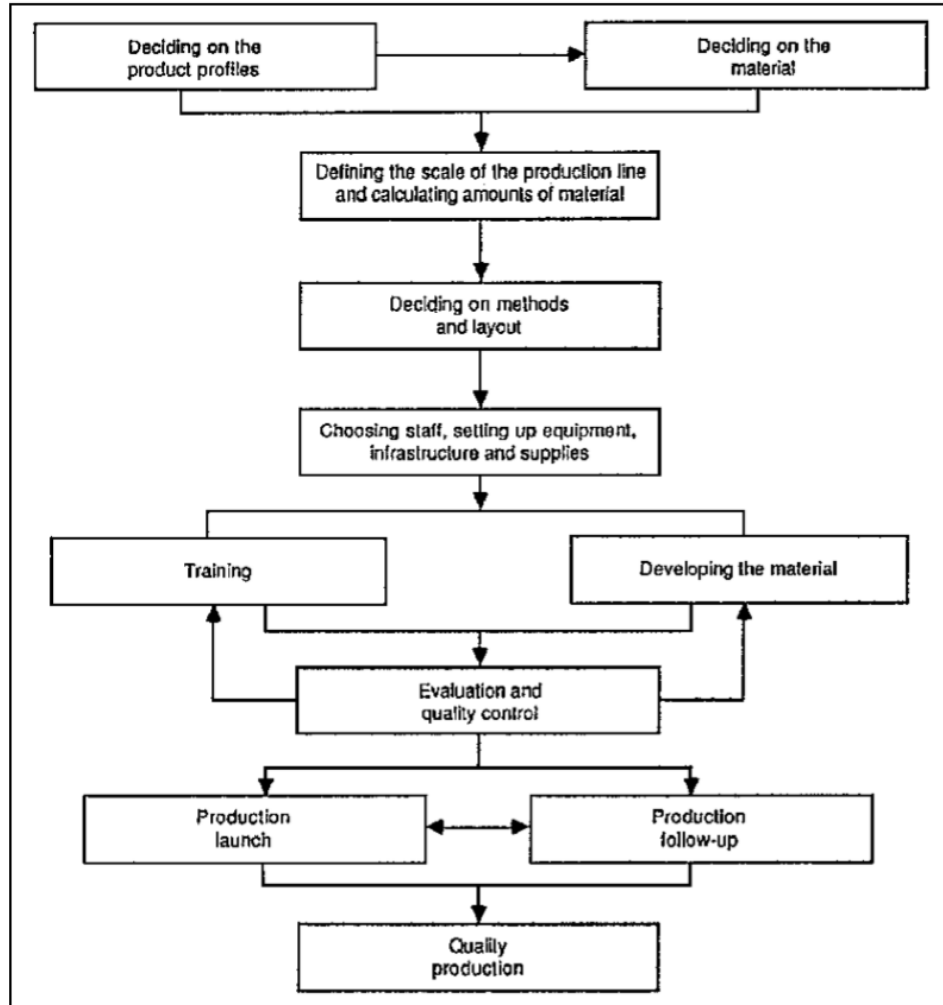 Deciding on the
product profiles
Deciding on the
material
Defining the scale of the production line
and calculating amounts of material
Deciding on methods
and layout
Choosing staff, setting up equipment,
infrastructure and supplies
Training
Developing the material
Evaluation and
quality control
Production
launch
Production
follow-up
Quality
production